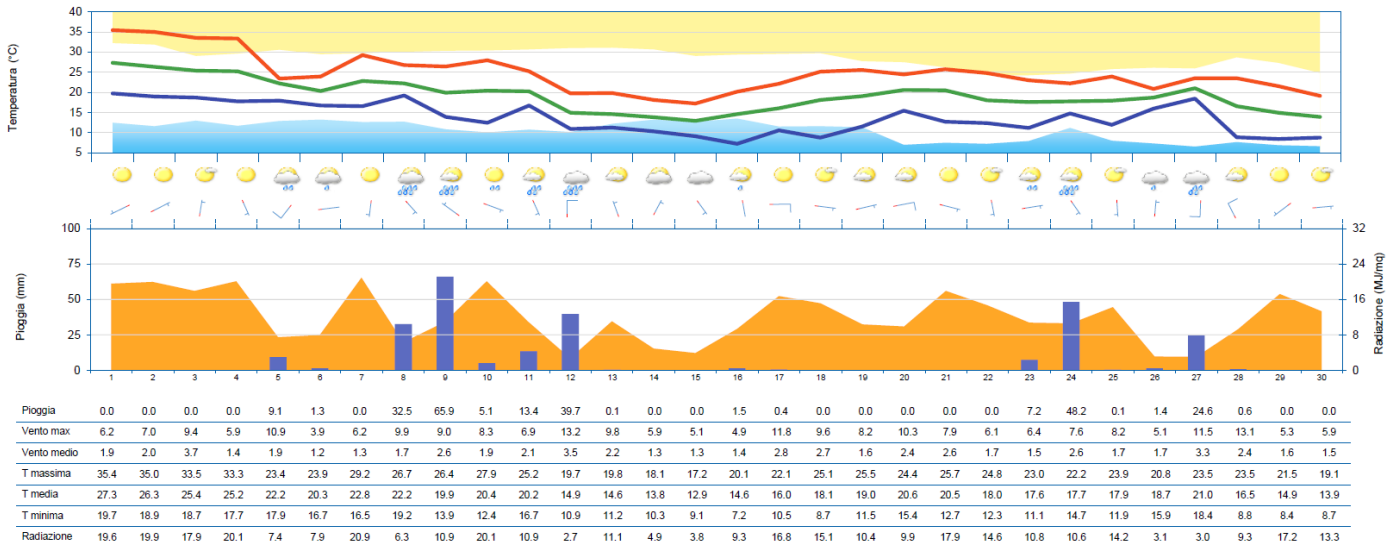 40
35
30
25
20
15
10
5
Temperatura (°C)
100
75
50
25
0
Pioggia (mm)
32
24
16
8
0
Radiazione (MJ/mq)
1 2 3 4 5 6 7 8 9 10 11 12 13 14 15 16 17 18 19 20 21 22 23 24 25 26 27 28 29 30
Pioggia 0.0 0.0 0.0 0.0 9.1 1.3 0.0 32.5 65.9 5.1 13.4 39.7 0.1 0.0 0.0 1.5 0.4 0.0 0.0 0.0 0.0 0.0 7.2 48.2 0.1 1.4 24.6 0.6 0.0 0.0
Vento max 6.2 7.0 9.4 5.9 10.9 3.9 6.2 9.9 9.0 8.3 6.9 13.2 9.8 5.9 5.1 4.9 11.8 9.6 8.2 10.3 7.9 6.1 6.4 7.6 8.2 5.1 11.5 13.1 5.3 5.9
Vento medio 1.9 2.0 3.7 1.4 1.9 1.2 1.3 1.7 2.6 1.9 2.1 3.5 2.2 1.3 1.3 1.4 2.8 2.7 1.6 2.4 2.6 1.7 1.5 2.6 1.7 1.7 3.3 2.4 1.6 1.5
T massima 35.4 35.0 33.5 33.3 23.4 23.9 29.2 26.7 26.4 27.9 25.2 19.7 19.8 18.1 17.2 20.1 22.1 25.1 25.5 24.4 25.7 24.8 23.0 22.2 23.9 20.8 23.5 23.5 21.5 19.1
T media 27.3 26.3 25.4 25.2 22.2 20.3 22.8 22.2 19.9 20.4 20.2 14.9 14.6 13.8 12.9 14.6 16.0 18.1 19.0 20.6 20.5 18.0 17.6 17.7 17.9 18.7 21.0 16.5 14.9 13.9
T minima 19.7 18.9 18.7 17.7 17.9 16.7 16.5 19.2 13.9 12.4 16.7 10.9 11.2 10.3 9.1 7.2 10.5 8.7 11.5 15.4 12.7 12.3 11.1 14.7 11.9 15.9 18.4 8.8 8.4 8.7
Radiazione 19.6 19.9 17.9 20.1 7.4 7.9 20.9 6.3 10.9 20.1 10.9 2.7 11.1 4.9 3.8 9.3 16.8 15.1 10.4 9.9 17.9 14.6 10.8 10.6 14.2 3.1 3.0 9.3 17.2 13.3